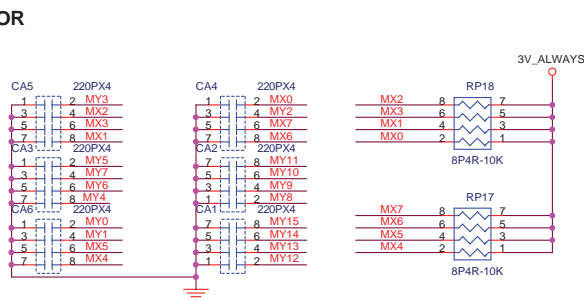 OR
3V_ALWAYS
CA5 220PX4 CA4 220PX4 RP18
1 2 MY3 1 2 MX0 MX2 8 7
3 4 MX2 3 4 MY2 MX3 6 5
5 6 MX3 5 6 MX7 MX1 4 3
7 8 MX1 7 8 MX6 MX0 2 1
CA3 220PX4 CA2 220PX4 8P4R-10K
1 2 MY5 7 8 MY11
3 4 MY7 5 6 MY10
5 6 MY6 3 4 MY9 RP17
7 8 MY4 1 2 MY8
CA6 220PX4 CA1 220PX4 MX7 8 7
1 2 MY0 7 8 MY15 MX6 6 5
3 4 MY1 5 6 MY14 MX5 4 3
5 6 MX5 3 4 MY13 MX4 2 1
7 8 MX4 1 2 MY12
8P4R-10K